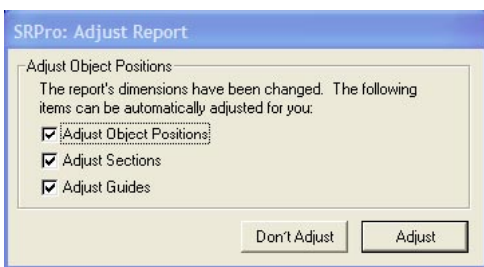 SRPro: Adjust Report
Adjust Object Positions
The report's dimensions have been changed. The following
items can be automatically adjusted for you:
Adjust Object Positions
Adjust Sections
Adjust Guides
Don't Adjust Adjust